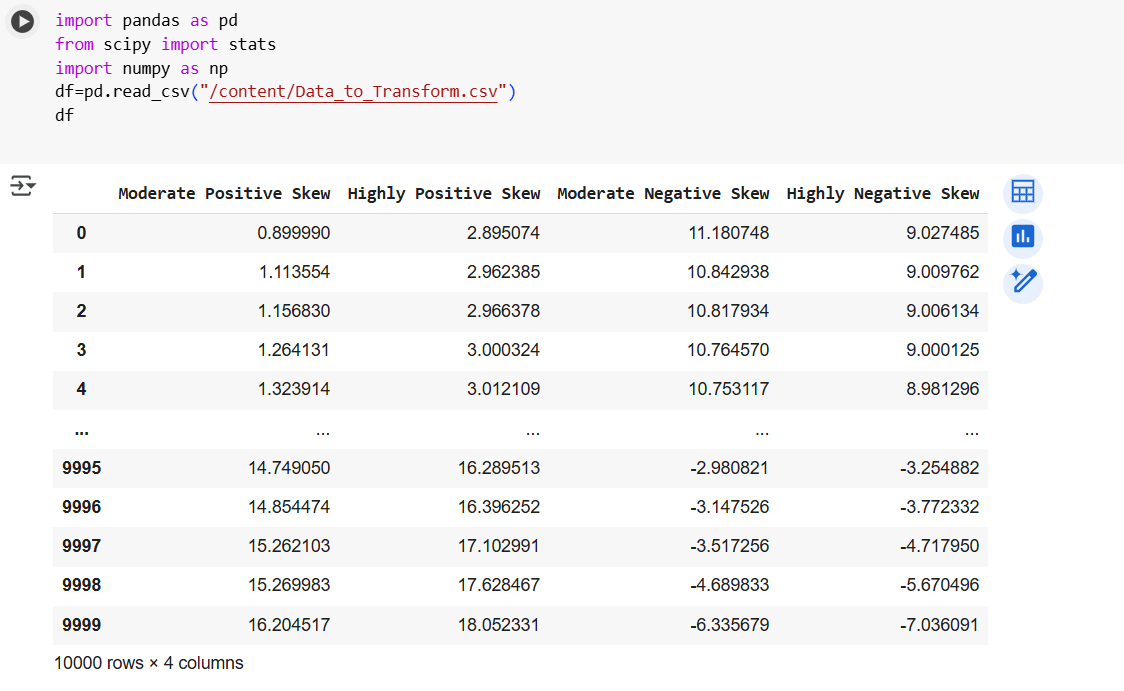 import pandas as pd
from scipy import stats
import numpy as np
df=pd.read_csv("/content/Data_to_Transform.csv")
df
Moderate Positive Skew Highly Positive Skew Moderate Negative Skew Highly Negative Skew
0 0.899990 2.895074 11.180748 9.027485
1 1.113554 2.962385 10.842938 9.009762
2 1.156830 2.966378 10.817934 9.006134
3 1.264131 3.000324 10.764570 9.000125
4 1.323914 3.012109 10.753117 8.981296
... ... ... ... ...
9995 14.749050 16.289513 -2.980821 -3.254882
9996 14.854474 16.396252 -3.147526 -3.772332
9997 15.262103 17.102991 -3.517256 -4.717950
9998 15.269983 17.628467 -4.689833 -5.670496
9999 16.204517 18.052331 -6.335679 -7.036091
10000 rows × 4 columns